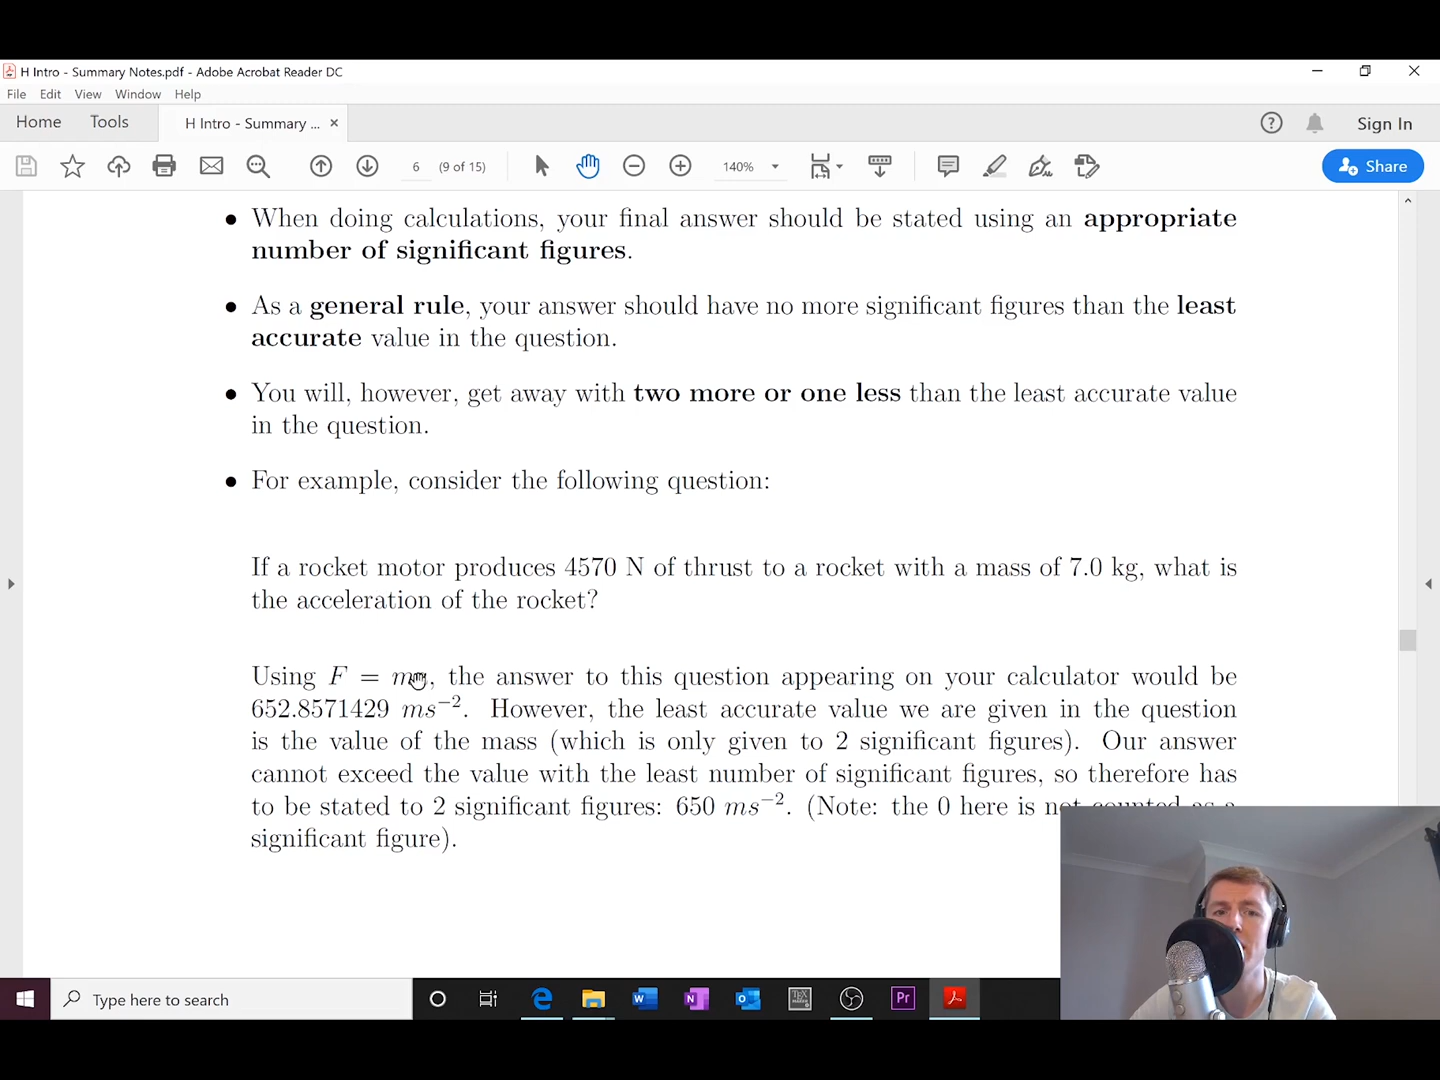 H Intro - Summary Notes.pdf - Adobe Acrobat Reader DC
File Edit View Window Help
Home Tools H Intro - Summary ... × Sign In
6 (9 of 15) 140% Share
• When doing calculations, your final answer should be stated using an appropriate
number of significant figures.
• As a general rule, your answer should have no more significant figures than the least
accurate value in the question.
• You will, however, get away with two more or one less than the least accurate value
in the question.
• For example, consider the following question:
If a rocket motor produces 4570 N of thrust to a rocket with a mass of 7.0 kg, what is
the acceleration of the rocket?
Using F = , the answer to this question appearing on your calculator would be
652.8571429 ms⁻². However, the least accurate value we are given in the question
is the value of the mass (which is only given to 2 significant figures). Our answer
cannot exceed the value with the least number of significant figures, so therefore has
to be stated to 2 significant figures: 650 ms⁻². (Note: the 0 here is not counted as a
significant figure).
Type here to search
Pr